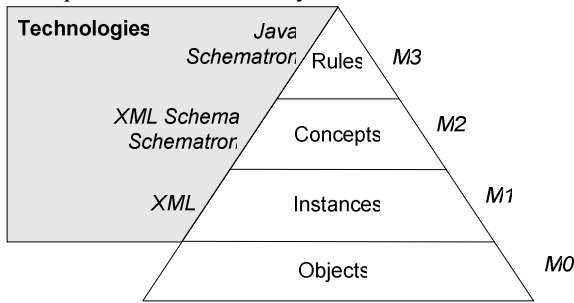 Technologies
Java
Schematron
Rules
M3
XML Schema
Schematron
Concepts
M2
XML
Instances
M1
Objects
M0